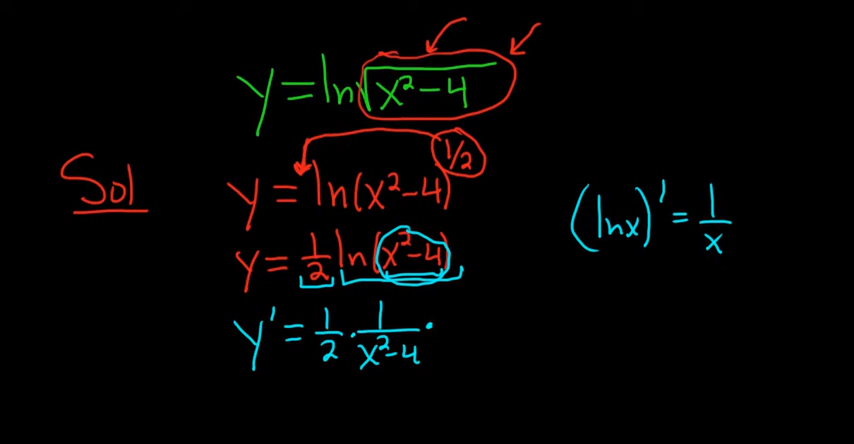 y = ln√(x² - 4)
Sol
y = ln(x² - 4)^(1/2)
(ln x)' = 1/x
y = 1/2 ln(x² - 4)
y' = 1/2 · 1/(x² - 4) ·